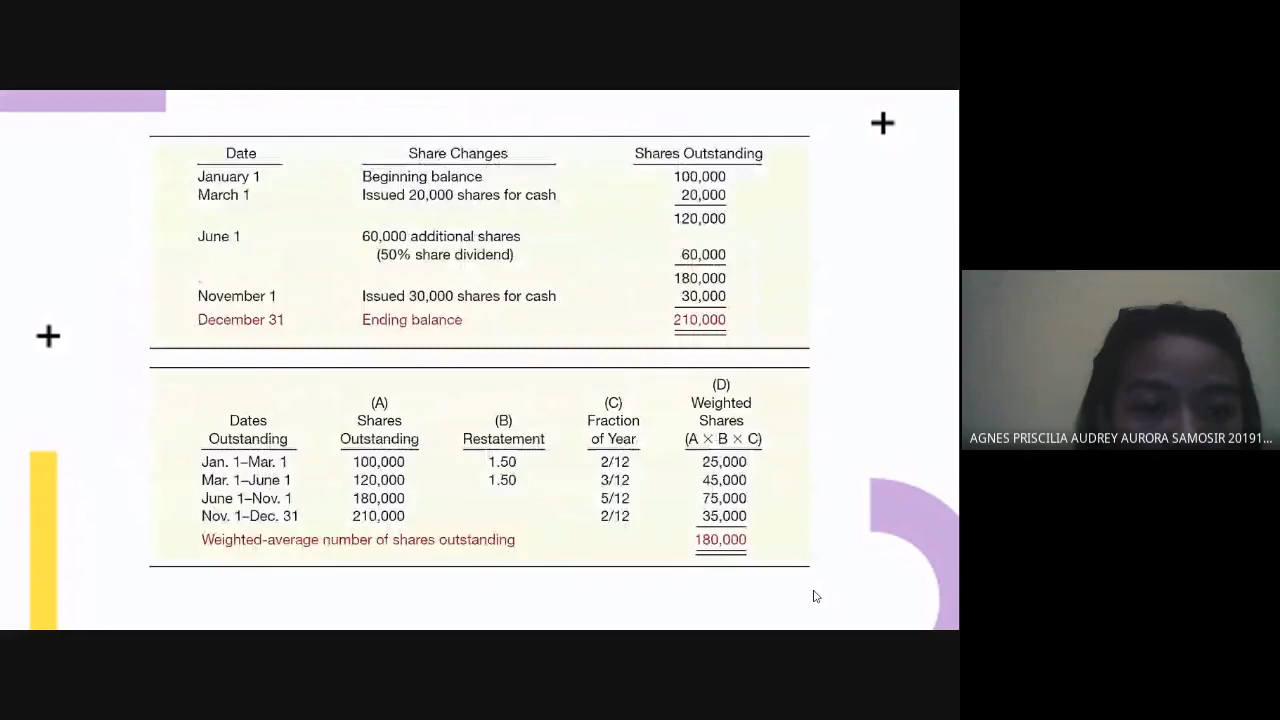 Date Share Changes Shares Outstanding
January 1 Beginning balance 100,000
March 1 Issued 20,000 shares for cash 20,000
120,000
June 1 60,000 additional shares
(50% share dividend) 60,000
180,000
November 1 Issued 30,000 shares for cash 30,000
December 31 Ending balance 210,000
(D)
(A) (C) Weighted
Dates Shares (B) Fraction Shares
Outstanding Outstanding Restatement of Year (A × B × C)
Jan. 1–Mar. 1 100,000 1.50 2/12 25,000
Mar. 1–June 1 120,000 1.50 3/12 45,000
June 1–Nov. 1 180,000 5/12 75,000
Nov. 1–Dec. 31 210,000 2/12 35,000
Weighted-average number of shares outstanding 180,000
AGNES PRISCILIA AUDREY AURORA SAMOSIR 20191...